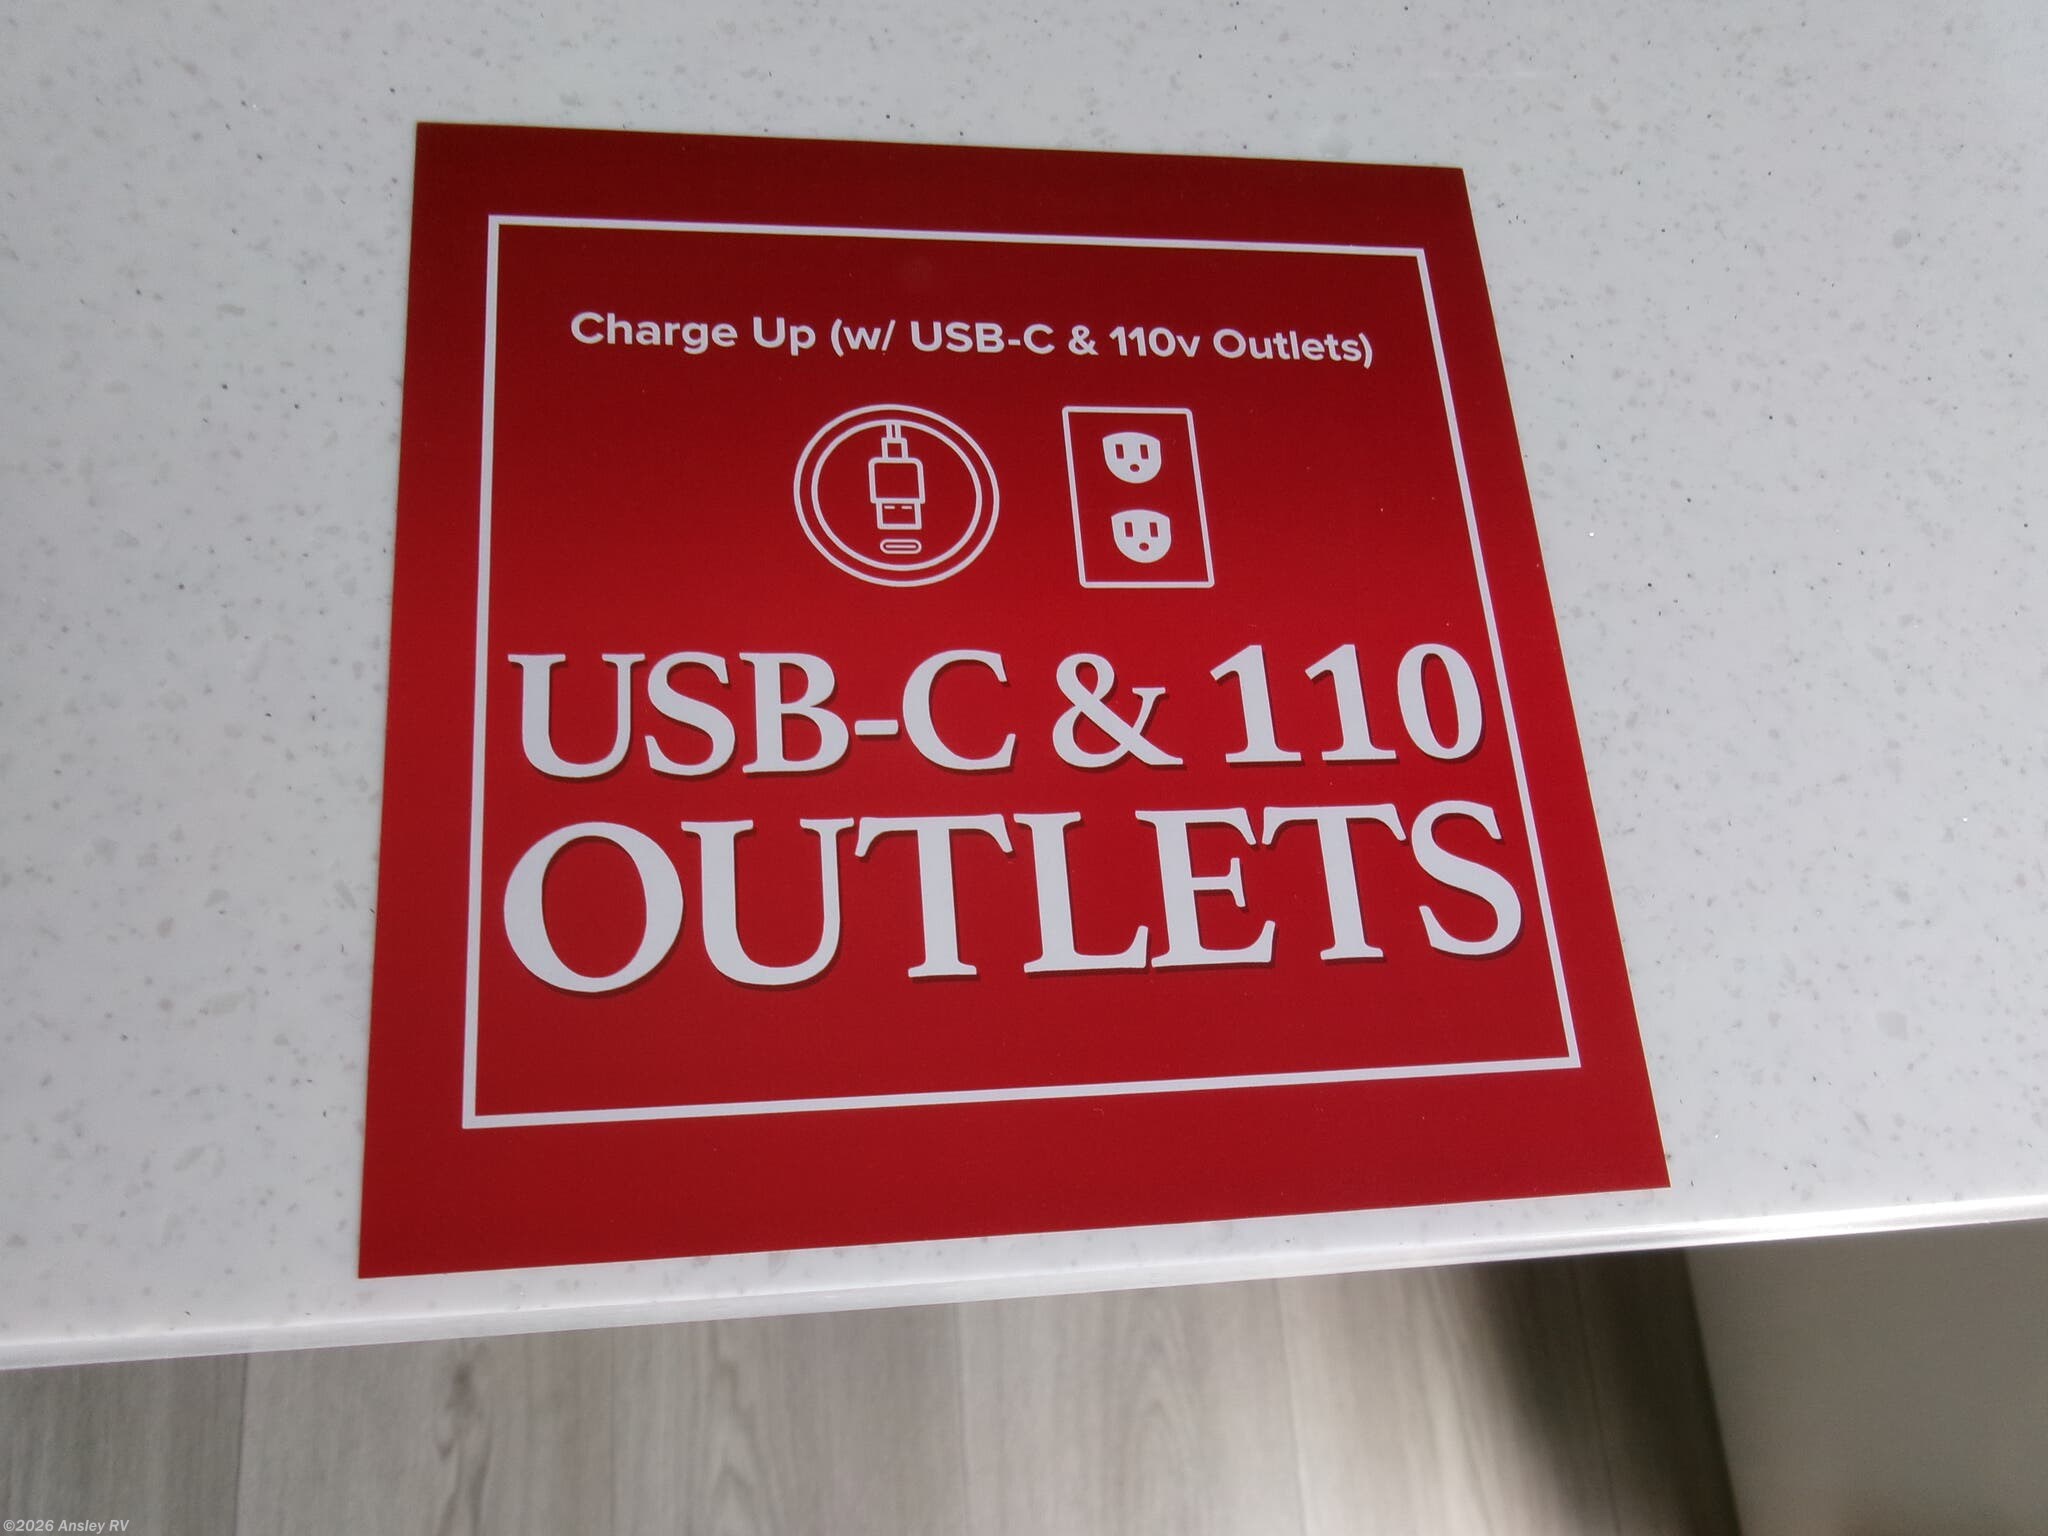 Charge Up (w/ USB-C & 110v Outlets)
USB-C & 110
OUTLETS
©2026 Ansley RV